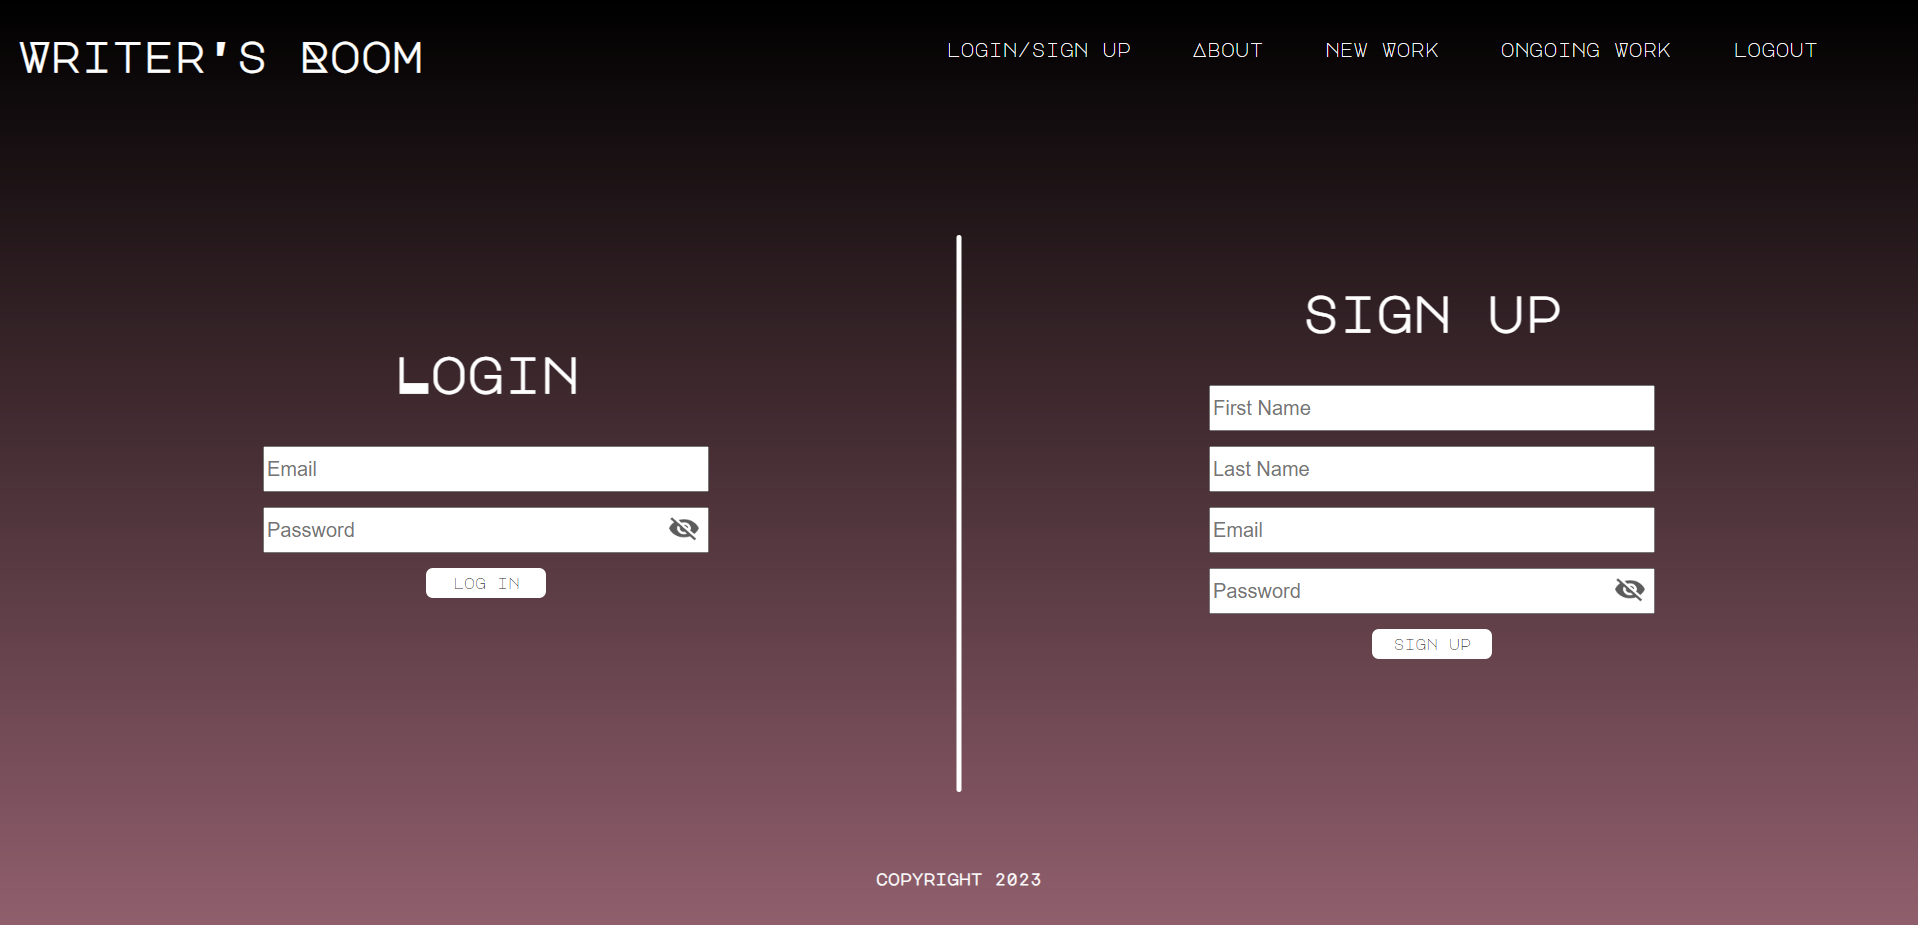 WRITER'S ROOM
LOGIN/SIGN UP
ABOUT
NEW WORK
ONGOING WORK
LOGOUT
LOGIN
Email
Password
LOG IN
SIGN UP
First Name
Last Name
Email
Password
SIGN UP
COPYRIGHT 2023